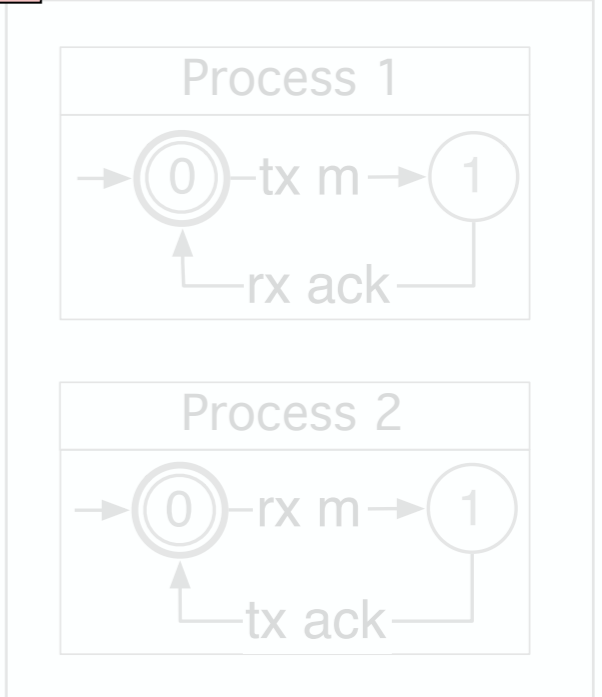 Process 1
0 tx m 1
rx ack
Process 2
0 rx m 1
tx ack